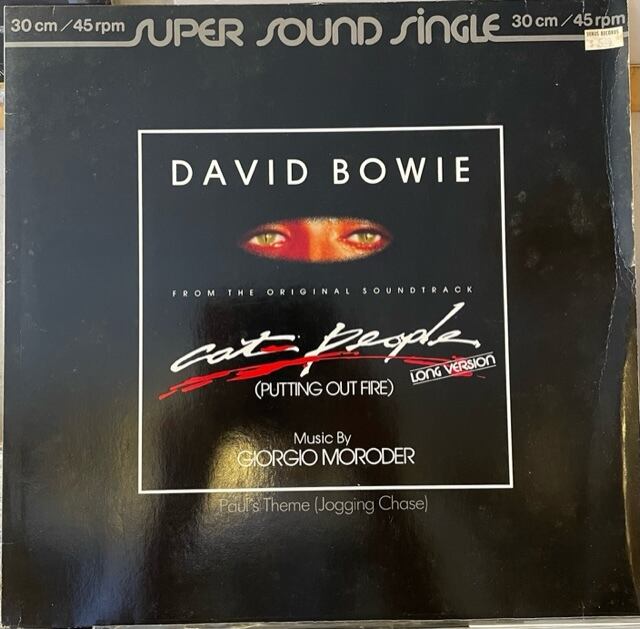 30 cm / 45 rpm SUPER SOUND SINGLE 30 cm / 45 rpm
DAVID BOWIE
FROM THE ORIGINAL SOUNDTRACK
cat people
LONG VERSION
(PUTTING OUT FIRE)
Music By
GIORGIO MORODER
Paul's Theme (Jogging Chase)